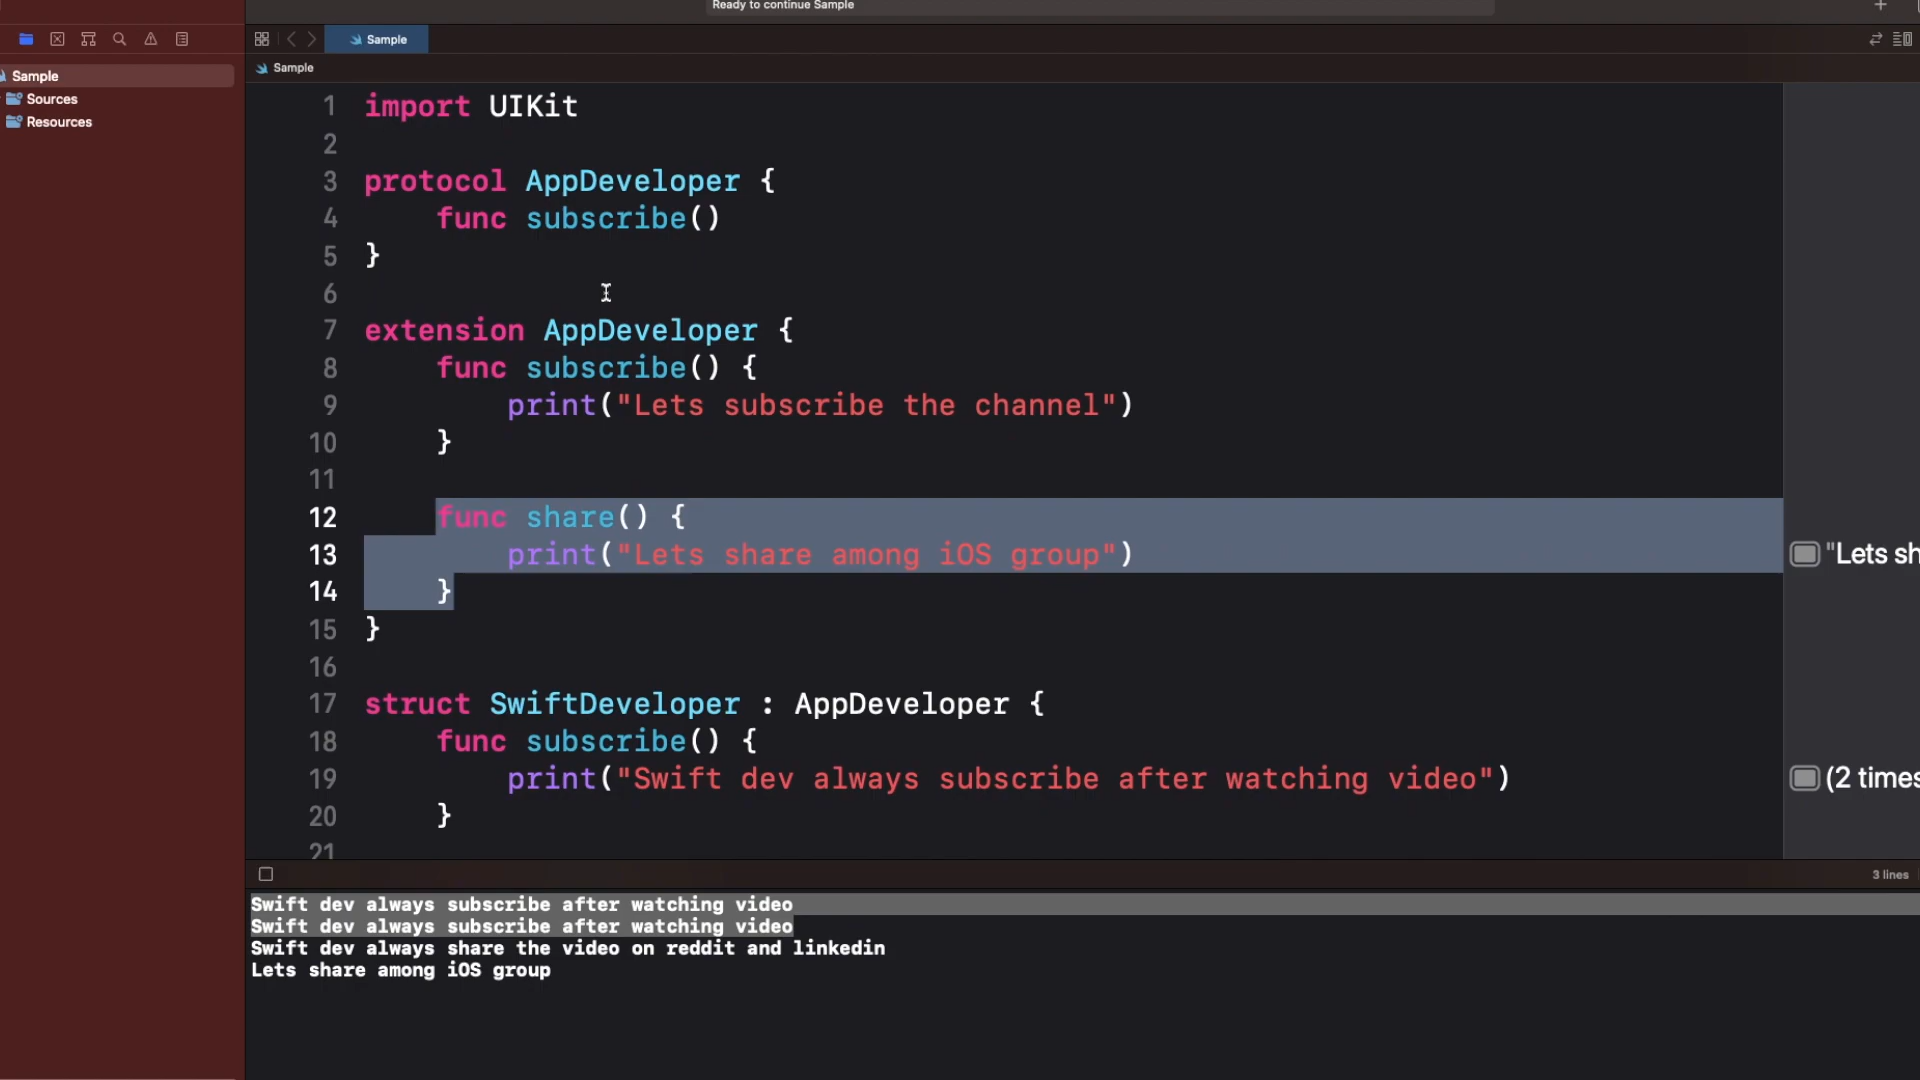 Ready to continue Sample
Sample
Sample
Sources
Resources
Sample
1 import UIKit
2
3 protocol AppDeveloper {
4     func subscribe()
5 }
6
7 extension AppDeveloper {
8     func subscribe() {
9         print("Lets subscribe the channel")
10     }
11
12     func share() {
13         print("Lets share among iOS group")
14     }
15 }
16
17 struct SwiftDeveloper : AppDeveloper {
18     func subscribe() {
19         print("Swift dev always subscribe after watching video")
20     }
21
"Lets sh
(2 times
3 lines
Swift dev always subscribe after watching video
Swift dev always subscribe after watching video
Swift dev always share the video on reddit and linkedin
Lets share among iOS group